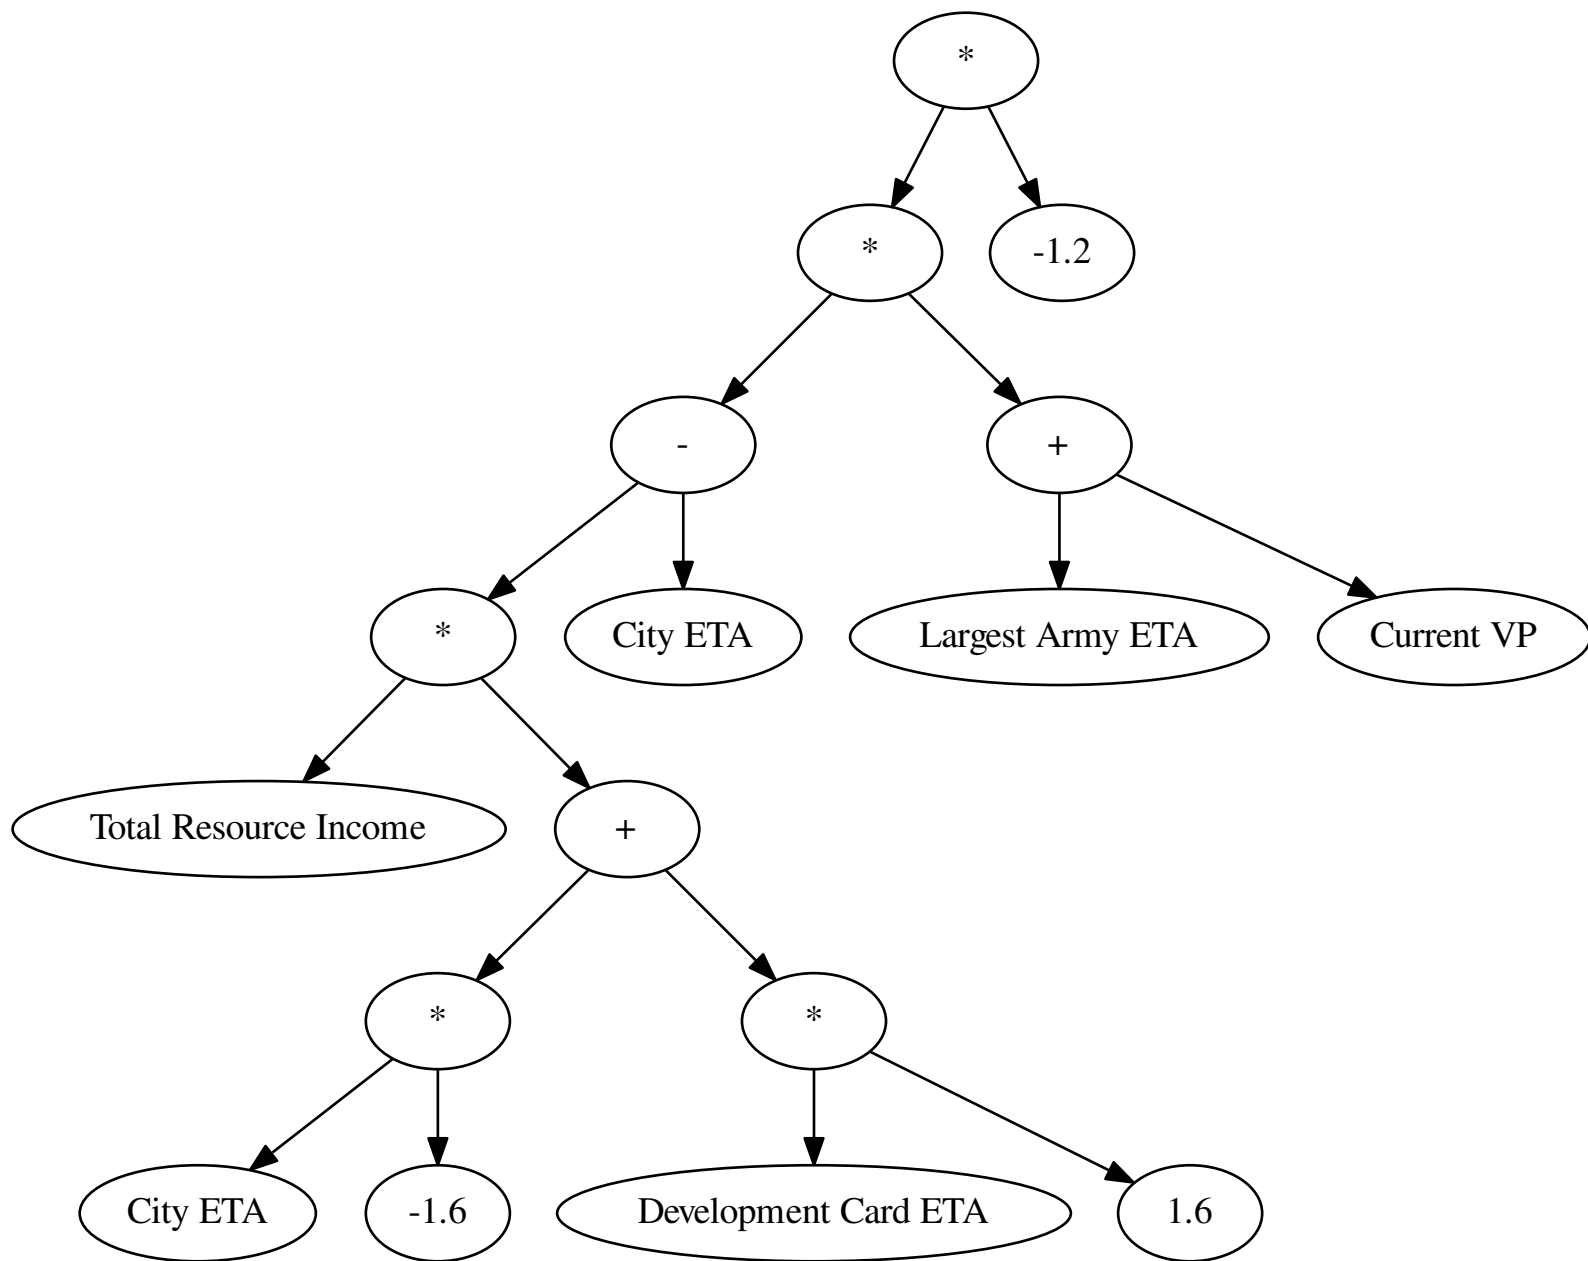 *
*
-1.2
-
+
*
City ETA
Largest Army ETA
Current VP
Total Resource Income
+
*
*
City ETA
-1.6
Development Card ETA
1.6